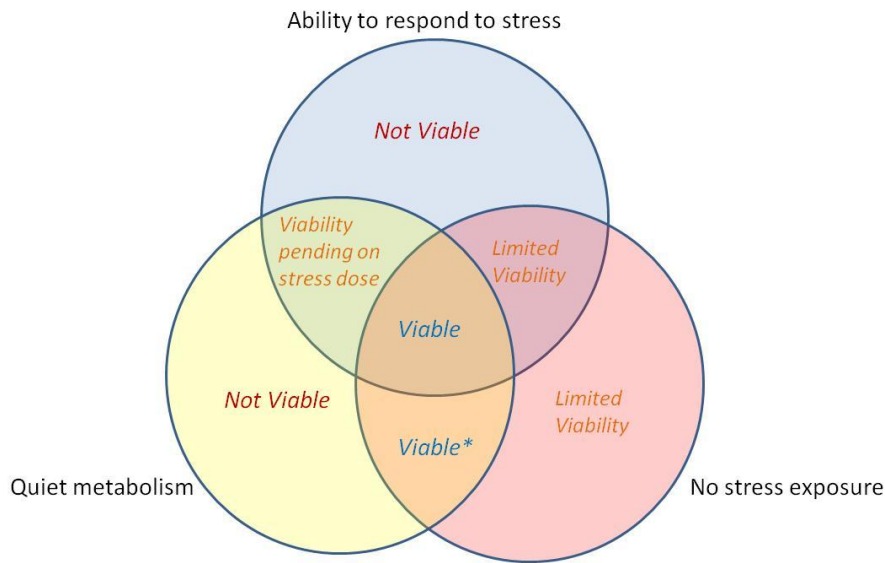 Ability to respond to stress
Not Viable
Viability
pending on
stress dose
Limited
Viability
Viable
Not Viable
Limited
Viability
Viable*
Quiet metabolism
No stress exposure